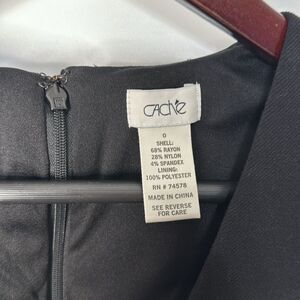 CACHÉ
0
SHELL:
68% RAYON
28% NYLON
4% SPANDEX
LINING:
100% POLYESTER
RN # 74578
MADE IN CHINA
SEE REVERSE
FOR CARE